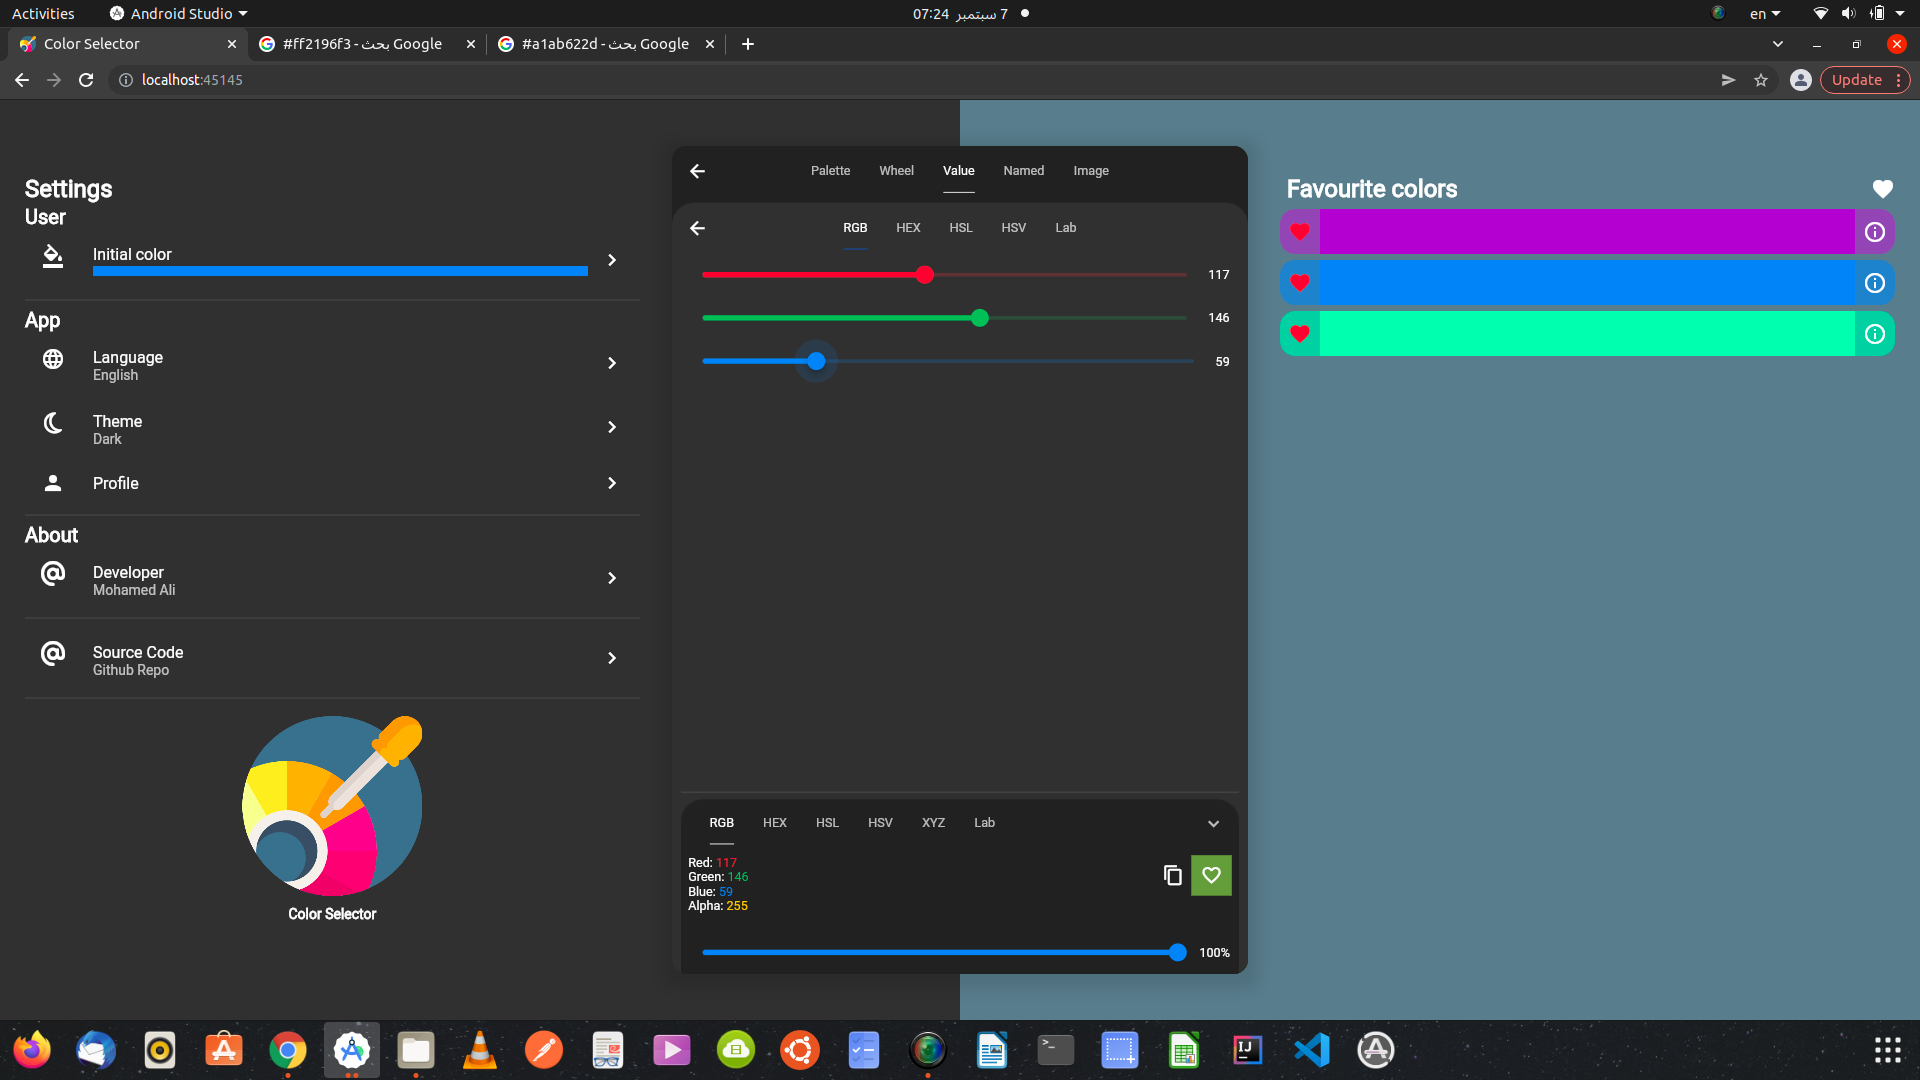 Activities
Android Studio
07:24 7 سبتمبر
en
Color Selector
#ff2196f3 - بحث Google
#a1ab622d - بحث Google
localhost:45145
Update
Settings
User
Initial color
App
Language
English
Theme
Dark
Profile
About
Developer
Mohamed Ali
Source Code
Github Repo
Color Selector
Palette Wheel Value Named Image
RGB HEX HSL HSV Lab
117
146
59
RGB HEX HSL HSV XYZ Lab
Red: 117
Green: 146
Blue: 59
Alpha: 255
100%
Favourite colors
IJ